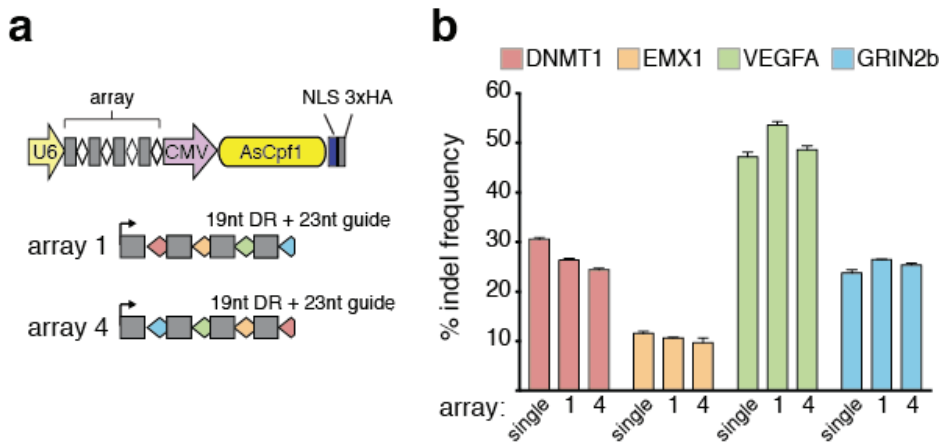 a
array
NLS 3xHA
U6
CMV
AsCpf1
19nt DR + 23nt guide
array 1
19nt DR + 23nt guide
array 4
b
DNMT1 EMX1 VEGFA GRIN2b
% indel frequency
60
50
40
30
20
10
array: single 1 4 single 1 4 single 1 4 single 1 4